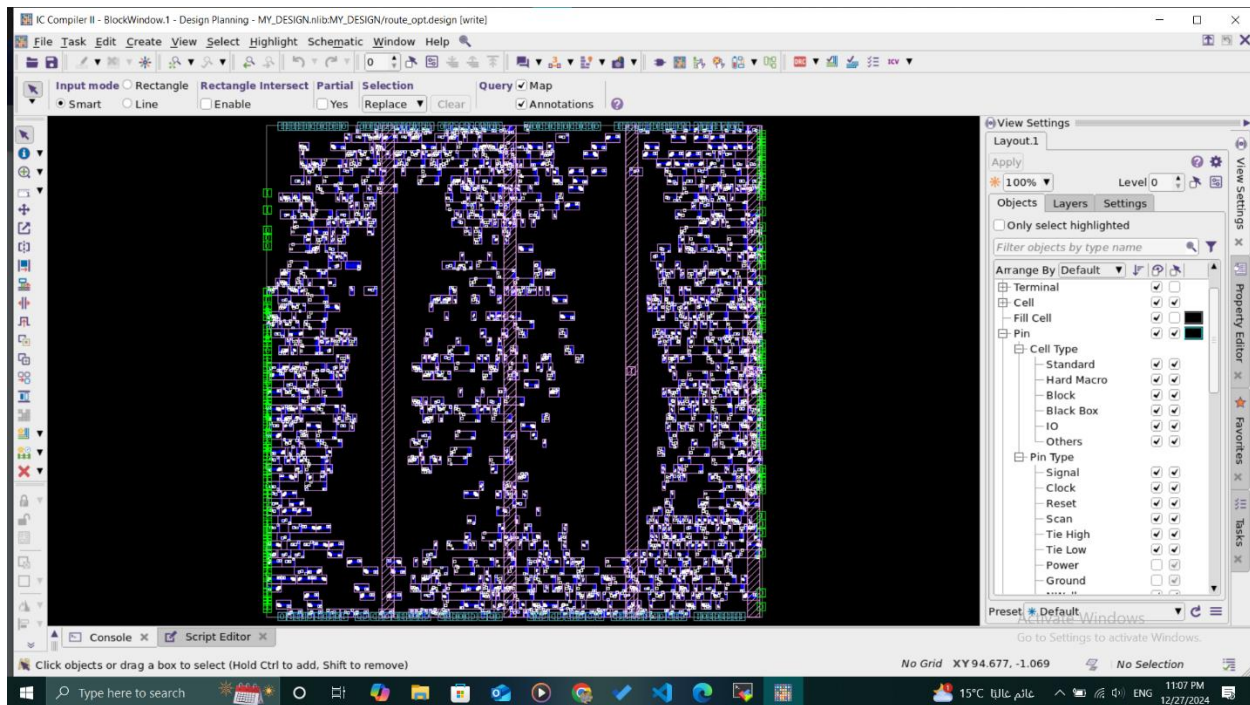 IC Compiler II - BlockWindow.1 - Design Planning - MY_DESIGN.nlib:MY_DESIGN/route_opt.design [write]
File Task Edit Create View Select Highlight Schematic Window Help
0
Input mode Rectangle Rectangle Intersect Partial Selection Query Map
Smart Line Enable Yes Replace Clear Annotations
View Settings
Layout.1
Apply
100% Level 0
Objects Layers Settings
Only select highlighted
Filter objects by type name
Arrange By Default
Terminal
Cell
Fill Cell
Pin
Cell Type
Standard
Hard Macro
Block
Black Box
IO
Others
Pin Type
Signal
Clock
Reset
Scan
Tie High
Tie Low
Power
Ground
Preset Default
View Settings
Property Editor
Favorites
Tasks
Activate Windows
Go to Settings to activate Windows.
Console Script Editor
Click objects or drag a box to select (Hold Ctrl to add, Shift to remove)
No Grid XY 94.677, -1.069 No Selection
Type here to search
15°C غائم غالبًا ENG 11:07 PM
12/27/2024